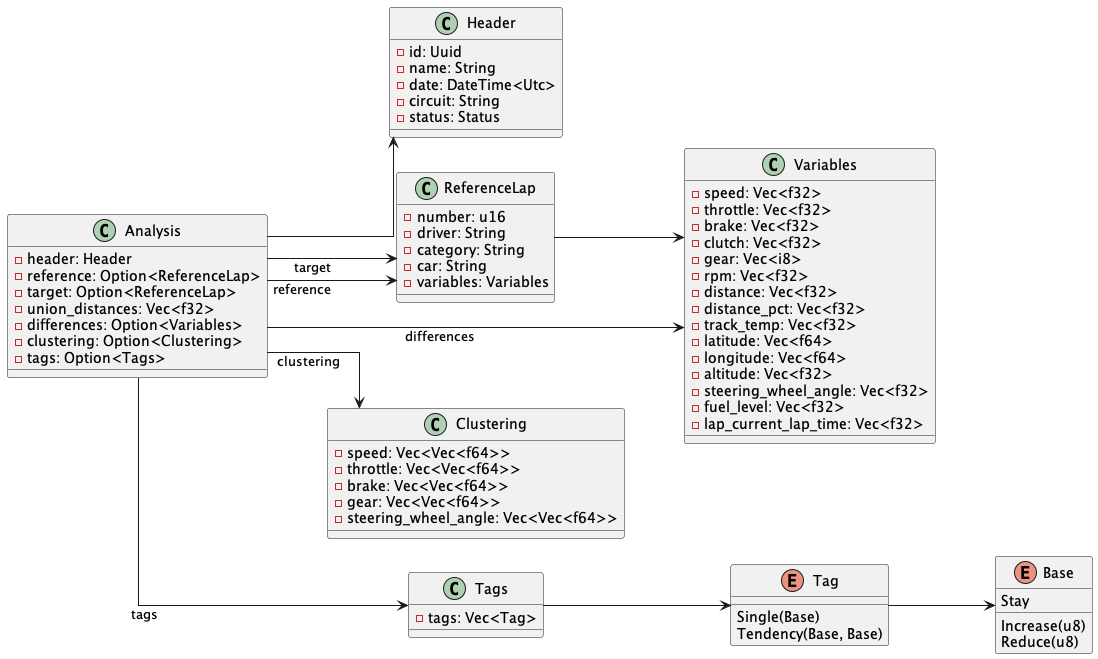 C Header
id: Uuid
name: String
date: DateTime<Utc>
circuit: String
status: Status
C Analysis
header: Header
reference: Option<ReferenceLap>
target: Option<ReferenceLap>
union_distances: Vec<f32>
differences: Option<Variables>
clustering: Option<Clustering>
tags: Option<Tags>
target
reference
differences
clustering
tags
C ReferenceLap
number: u16
driver: String
category: String
car: String
variables: Variables
C Variables
speed: Vec<f32>
throttle: Vec<f32>
brake: Vec<f32>
clutch: Vec<f32>
gear: Vec<i8>
rpm: Vec<f32>
distance: Vec<f32>
distance_pct: Vec<f32>
track_temp: Vec<f32>
latitude: Vec<f64>
longitude: Vec<f64>
altitude: Vec<f32>
steering_wheel_angle: Vec<f32>
fuel_level: Vec<f32>
lap_current_lap_time: Vec<f32>
C Clustering
speed: Vec<Vec<f64>>
throttle: Vec<Vec<f64>>
brake: Vec<Vec<f64>>
gear: Vec<Vec<f64>>
steering_wheel_angle: Vec<Vec<f64>>
C Tags
tags: Vec<Tag>
E Tag
Single(Base)
Tendency(Base, Base)
E Base
Stay
Increase(u8)
Reduce(u8)